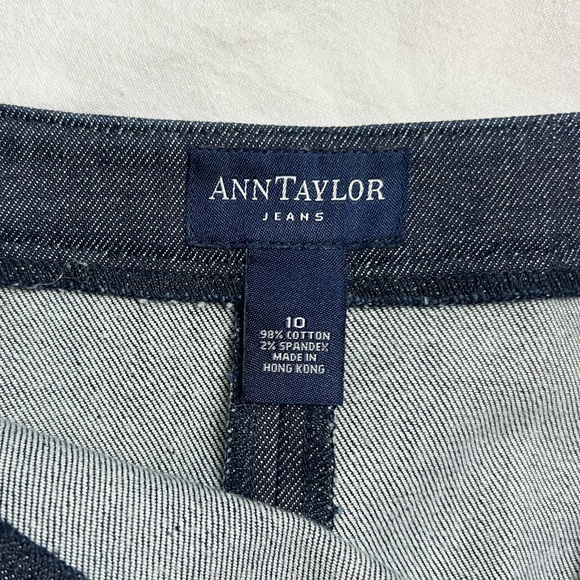 ANNTAYLOR
JEANS
10
98% COTTON
2% SPANDEX
MADE IN
HONG KONG